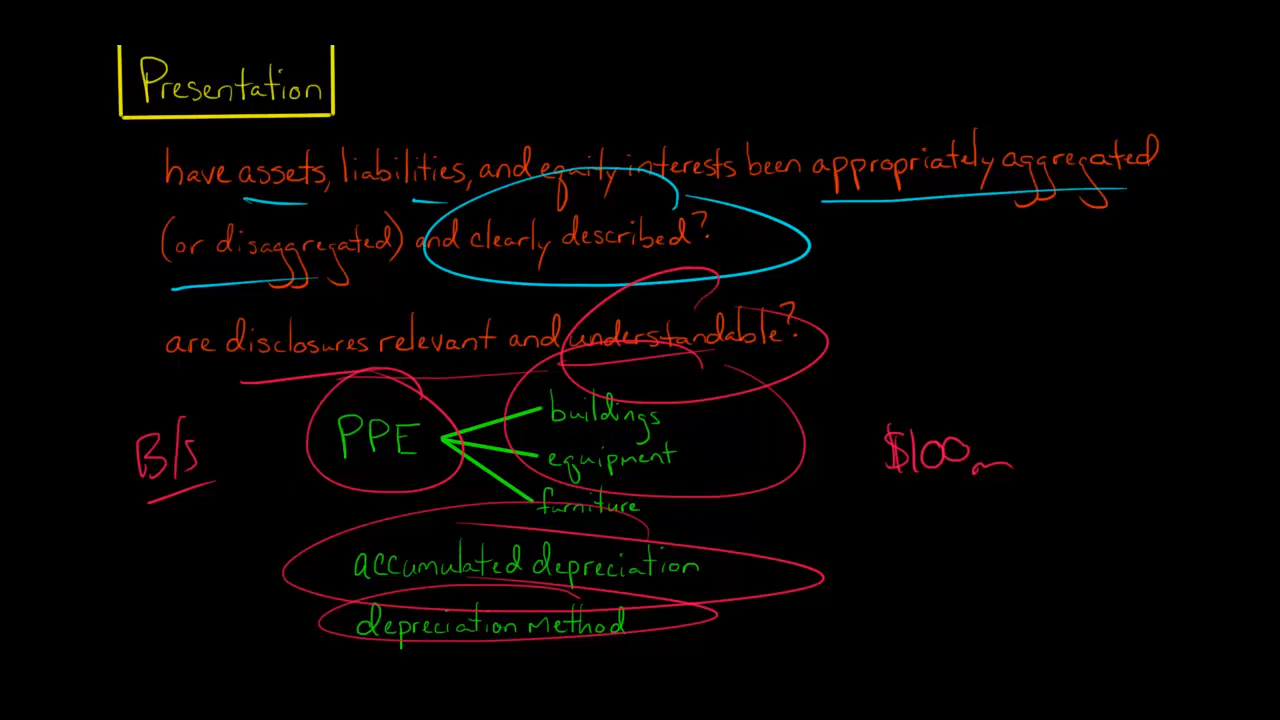 Presentation
have assets, liabilities, and equity interests been appropriately aggregated
(or disaggregated) and clearly described?
are disclosures relevant and understandable?
B/S
PPE
buildings
equipment
furniture
$100m
accumulated depreciation
depreciation method